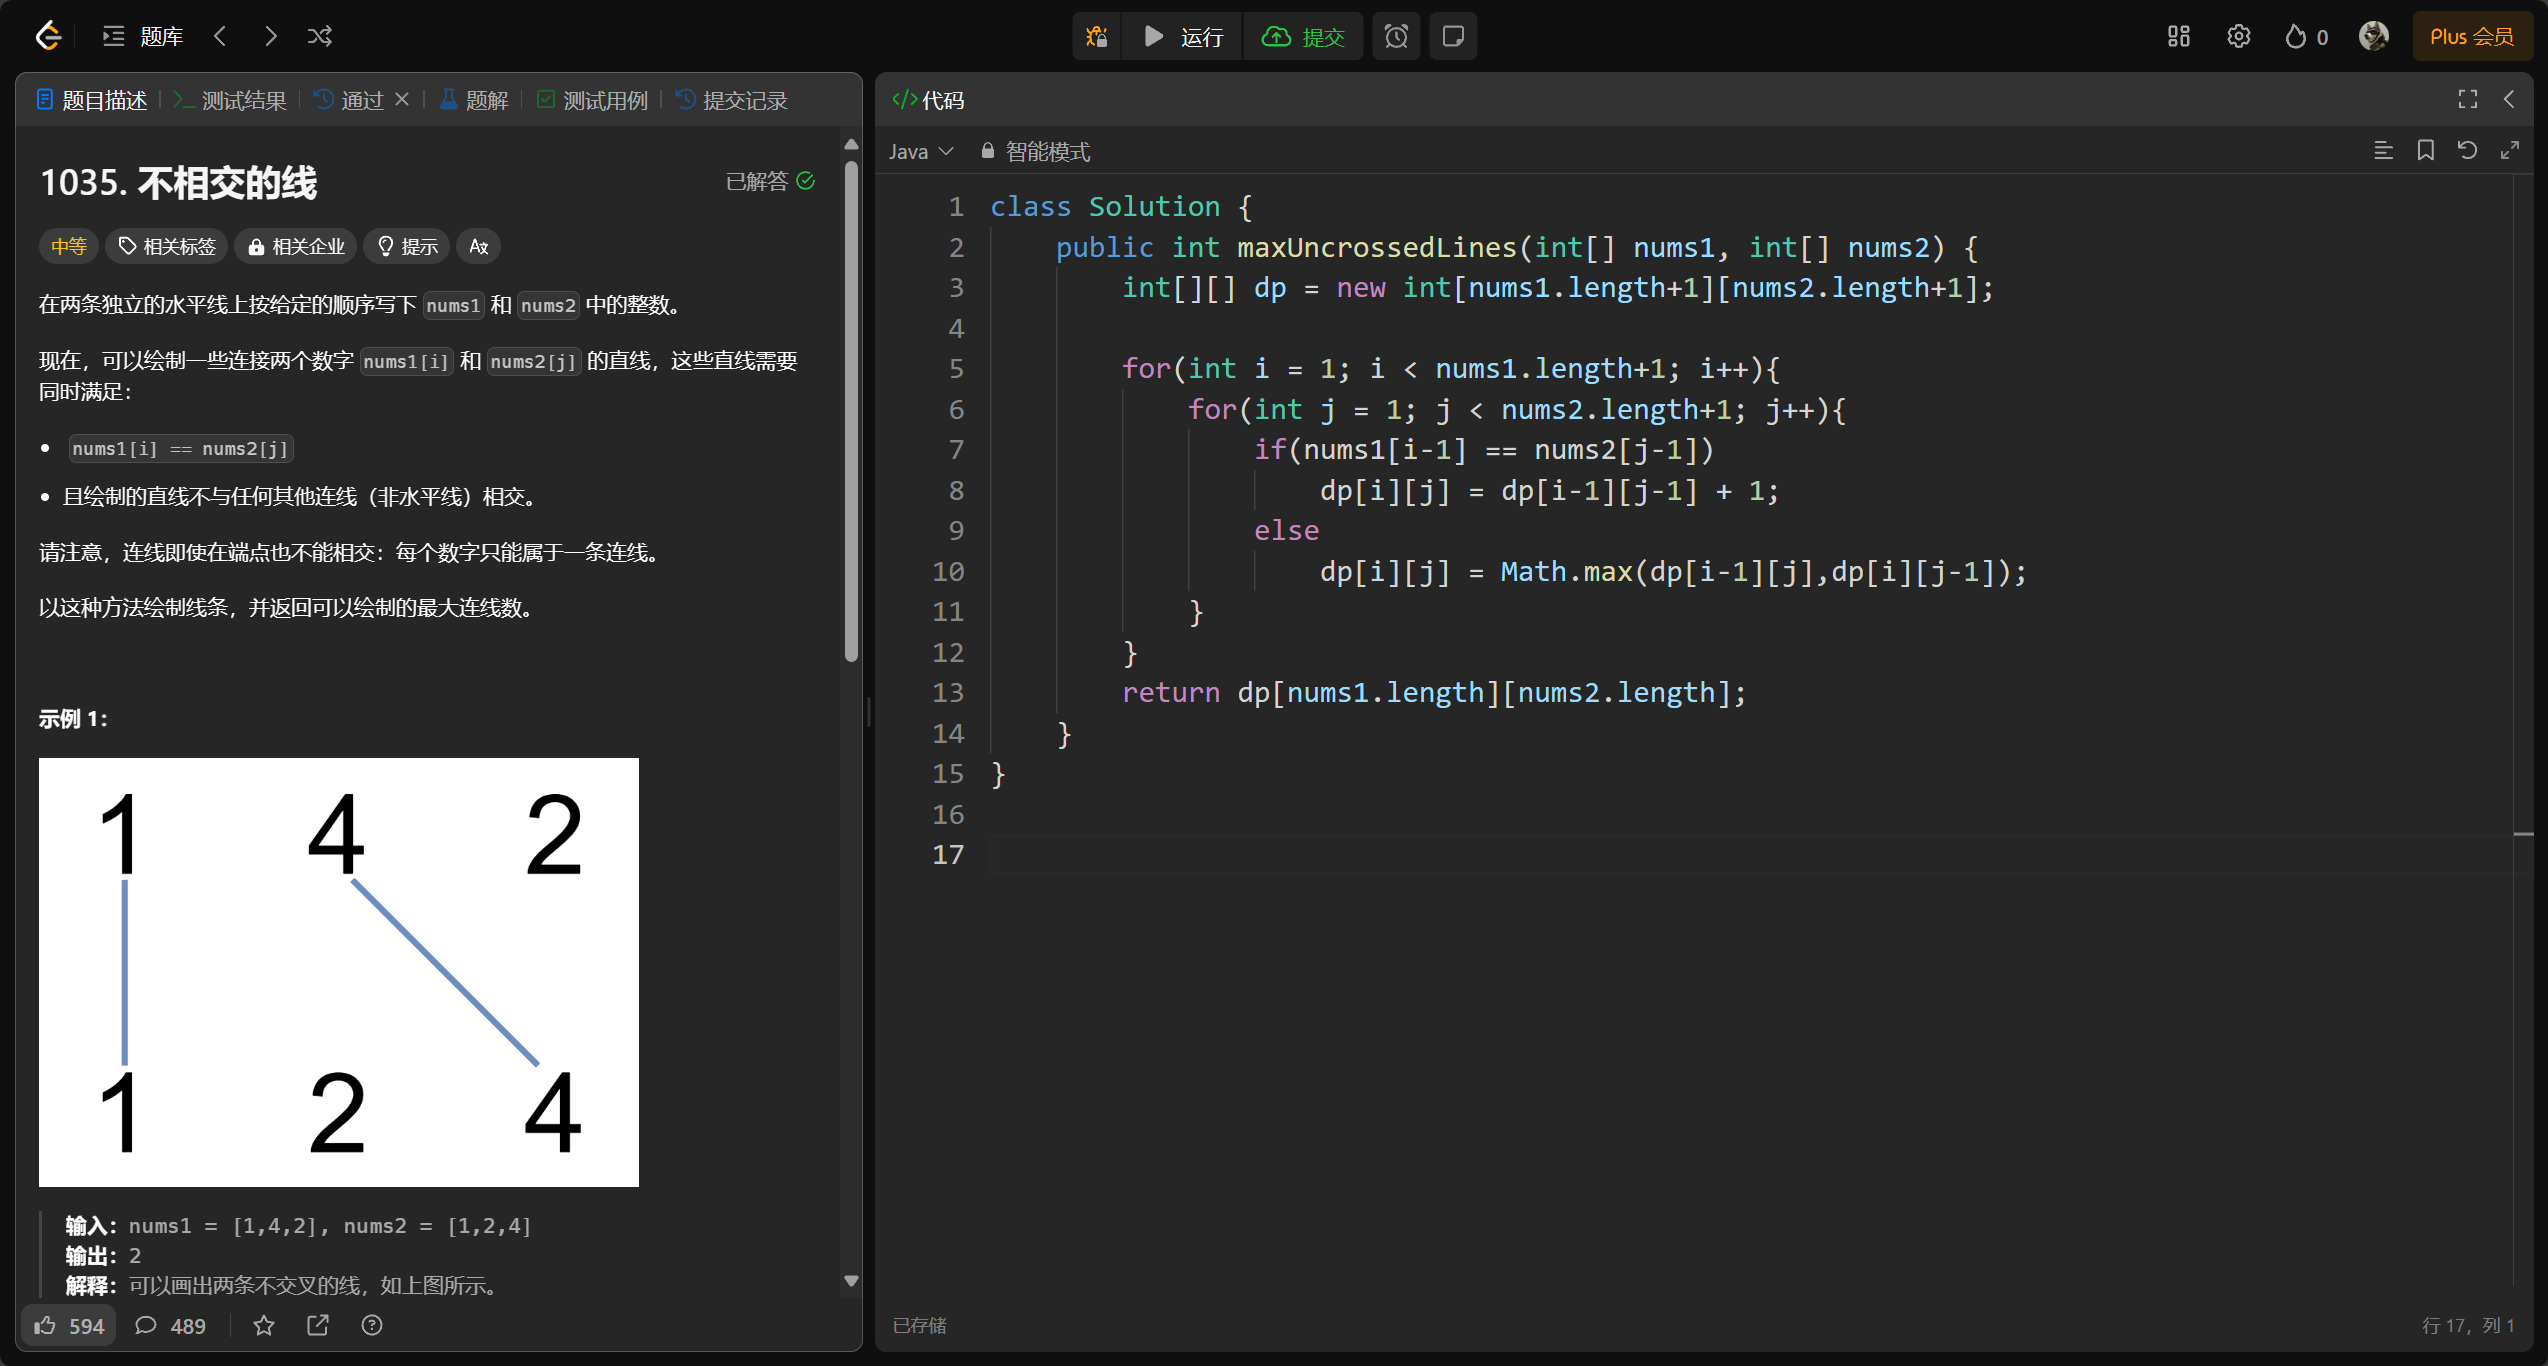 题库
运行
提交
0
Plus 会员
题目描述
测试结果
通过
题解
测试用例
提交记录
1035. 不相交的线
已解答
中等
相关标签
相关企业
提示
在两条独立的水平线上按给定的顺序写下 nums1 和 nums2 中的整数。
现在，可以绘制一些连接两个数字 nums1[i] 和 nums2[j] 的直线，这些直线需要
同时满足：
nums1[i] == nums2[j]
且绘制的直线不与任何其他连线（非水平线）相交。
请注意，连线即使在端点也不能相交：每个数字只能属于一条连线。
以这种方法绘制线条，并返回可以绘制的最大连线数。
示例 1：
1 4 2
1 2 4
输入：nums1 = [1,4,2], nums2 = [1,2,4]
输出：2
解释：可以画出两条不交叉的线，如上图所示。
594
489
</>代码
Java
智能模式
1 class Solution {
2     public int maxUncrossedLines(int[] nums1, int[] nums2) {
3         int[][] dp = new int[nums1.length+1][nums2.length+1];
4
5         for(int i = 1; i < nums1.length+1; i++){
6             for(int j = 1; j < nums2.length+1; j++){
7                 if(nums1[i-1] == nums2[j-1])
8                     dp[i][j] = dp[i-1][j-1] + 1;
9                 else
10                     dp[i][j] = Math.max(dp[i-1][j],dp[i][j-1]);
11             }
12         }
13         return dp[nums1.length][nums2.length];
14     }
15 }
16
17
已存储
行 17，列 1